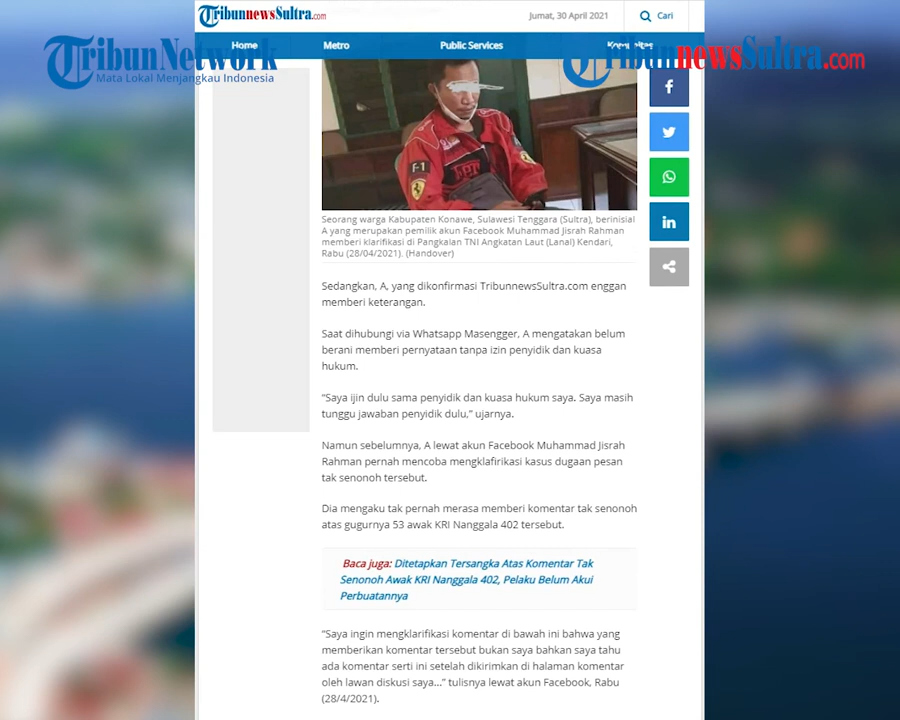 TribunnewsSultra.com
Jumat, 30 April 2021
Cari
TribunNetwork
Mata Lokal Menjangkau Indonesia
TribunnewsSultra.com
Home
Metro
Public Services
Komunitas
F-1
Seorang warga Kabupaten Konawe, Sulawesi Tenggara (Sultra), berinisial
A yang merupakan pemilik akun Facebook Muhammad Jisrah Rahman
memberi klarifikasi di Pangkalan TNI Angkatan Laut (Lanal) Kendari,
Rabu (28/04/2021). (Handover)
Sedangkan, A, yang dikonfirmasi TribunnewsSultra.com enggan
memberi keterangan.
Saat dihubungi via Whatsapp Masengger, A mengatakan belum
berani memberi pernyataan tanpa izin penyidik dan kuasa
hukum.
“Saya ijin dulu sama penyidik dan kuasa hukum saya. Saya masih
tunggu jawaban penyidik dulu,” ujarnya.
Namun sebelumnya, A lewat akun Facebook Muhammad Jisrah
Rahman pernah mencoba mengklafirikasi kasus dugaan pesan
tak senonoh tersebut.
Dia mengaku tak pernah merasa memberi komentar tak senonoh
atas gugurnya 53 awak KRI Nanggala 402 tersebut.
Baca juga: Ditetapkan Tersangka Atas Komentar Tak
Senonoh Awak KRI Nanggala 402, Pelaku Belum Akui
Perbuatannya
“Saya ingin mengklarifikasi komentar di bawah ini bahwa yang
memberikan komentar tersebut bukan saya bahkan saya tahu
ada komentar serti ini setelah dikirimkan di halaman komentar
oleh lawan diskusi saya...” tulisnya lewat akun Facebook, Rabu
(28/4/2021).